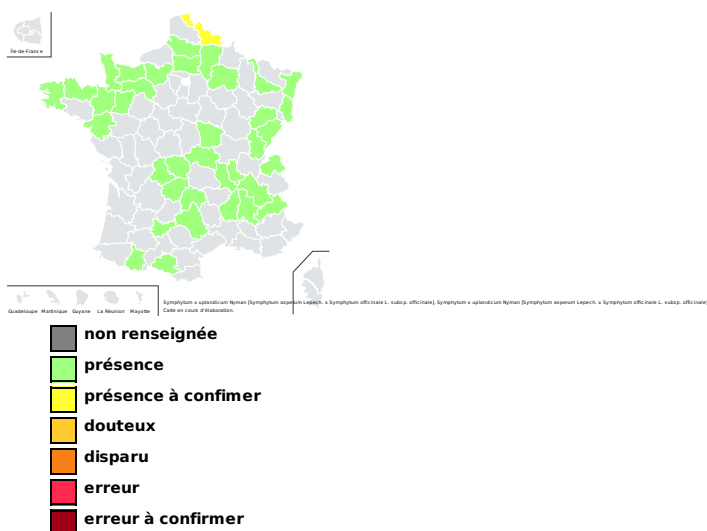 Île-de-France
Guadeloupe Martinique Guyane La Réunion Mayotte
Symphytum x uplandicum Nyman [Symphytum asperum Lepech. x Symphytum officinale L. subsp. officinale], Symphytum x uplandicum Nyman [Symphytum asperum Lepech. x Symphytum officinale L. subsp. officinale]
Carte en cours d'élaboration.
non renseignée
présence
présence à confimer
douteux
disparu
erreur
erreur à confirmer